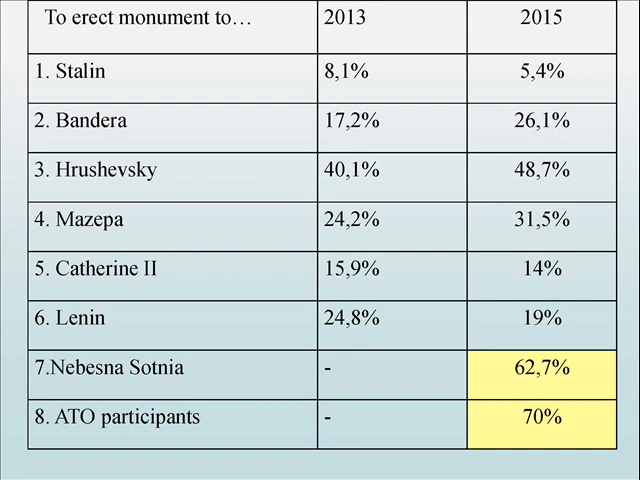 To erect monument to… 2013 2015
1. Stalin 8,1% 5,4%
2. Bandera 17,2% 26,1%
3. Hrushevsky 40,1% 48,7%
4. Mazepa 24,2% 31,5%
5. Catherine II 15,9% 14%
6. Lenin 24,8% 19%
7.Nebesna Sotnia - 62,7%
8. ATO participants - 70%